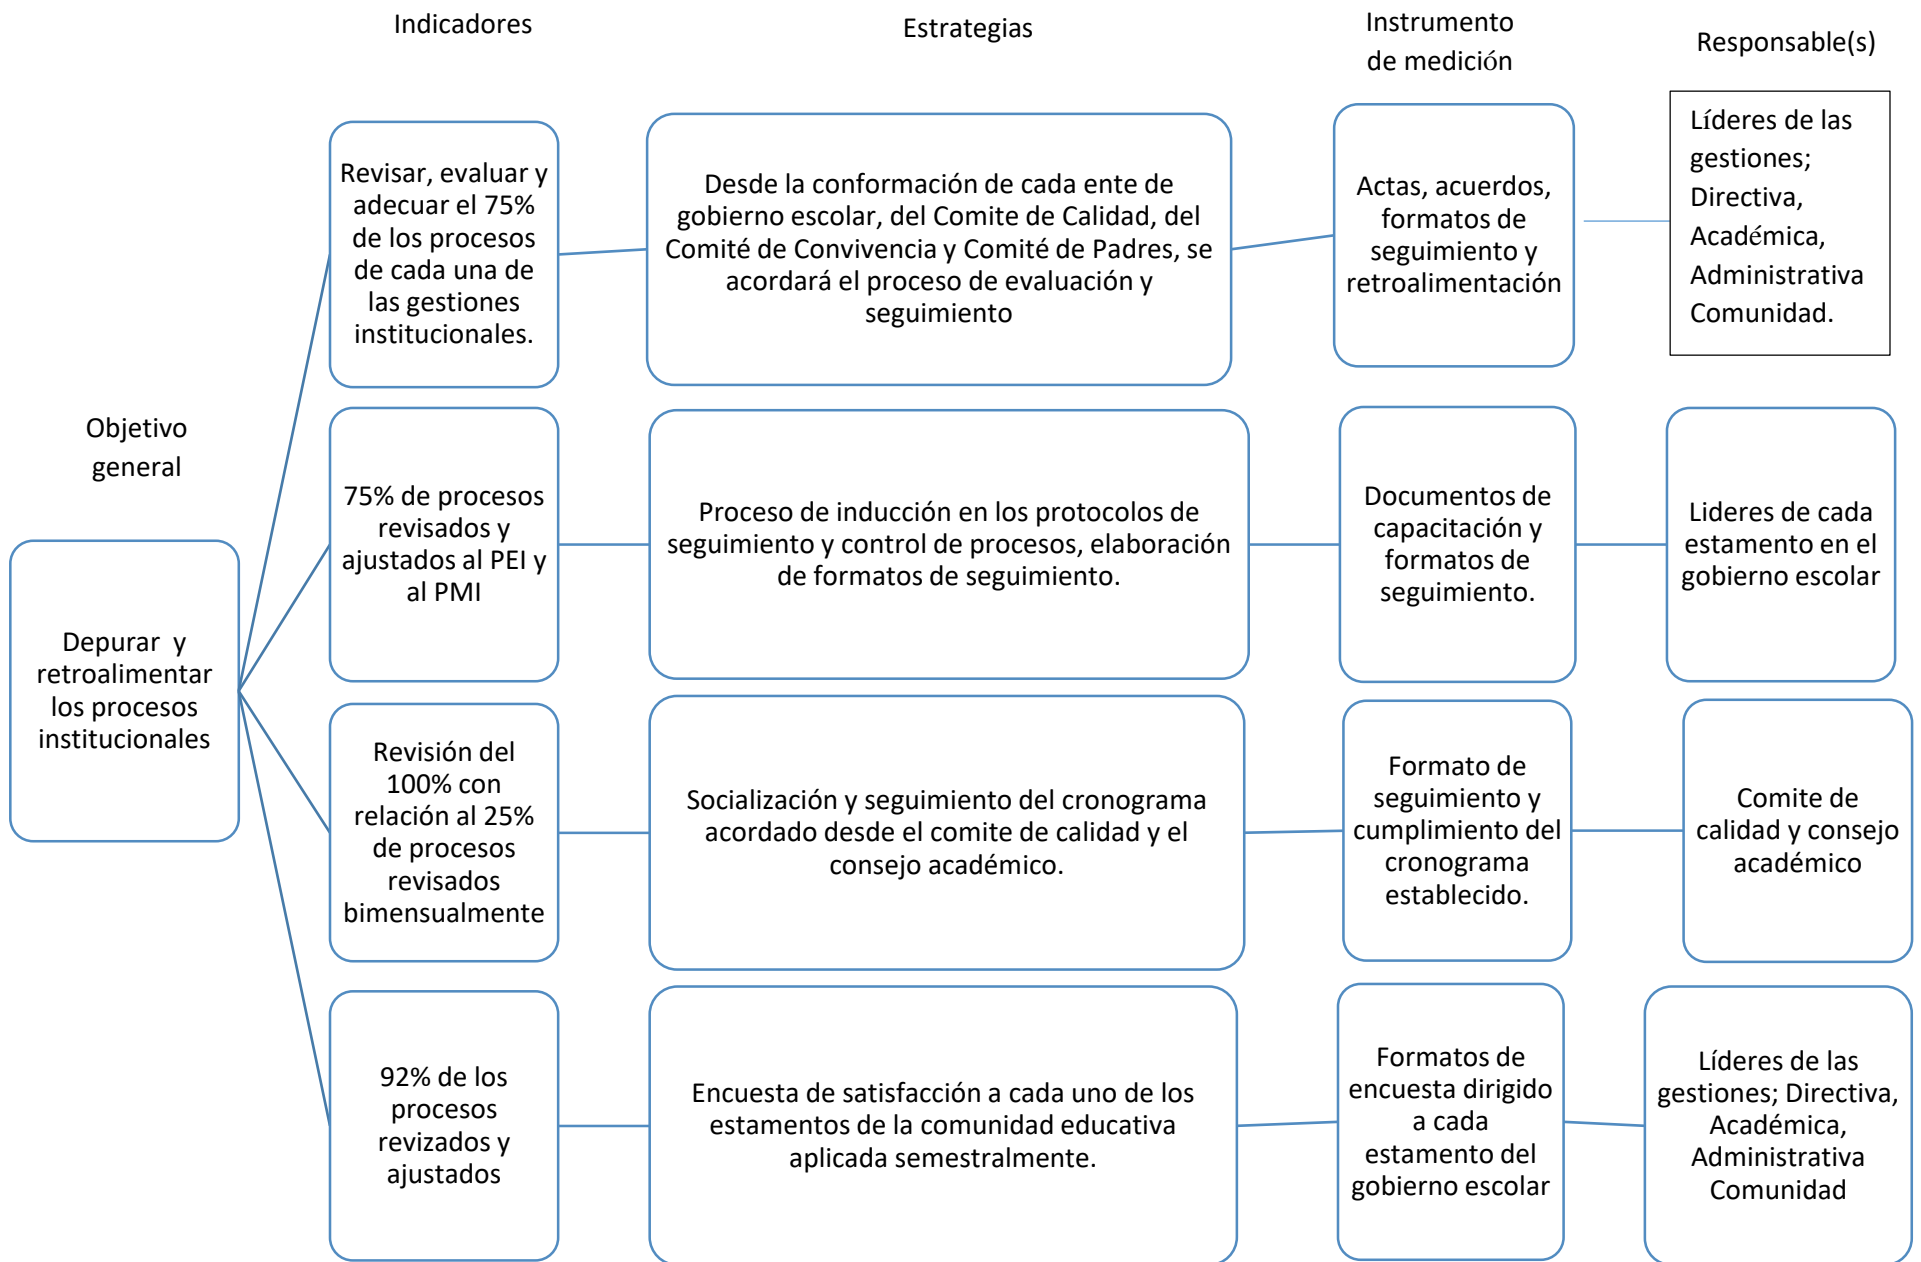 Indicadores
Estrategias
Instrumento
de medición
Responsable(s)
Objetivo
general
Depurar y
retroalimentar
los procesos
institucionales
Revisar, evaluar y
adecuar el 75%
de los procesos
de cada una de
las gestiones
institucionales.
Desde la conformación de cada ente de
gobierno escolar, del Comite de Calidad, del
Comité de Convivencia y Comité de Padres, se
acordará el proceso de evaluación y
seguimiento
Actas, acuerdos,
formatos de
seguimiento y
retroalimentación
Líderes de las
gestiones;
Directiva,
Académica,
Administrativa
Comunidad.
75% de procesos
revisados y
ajustados al PEI y
al PMI
Proceso de inducción en los protocolos de
seguimiento y control de procesos, elaboración
de formatos de seguimiento.
Documentos de
capacitación y
formatos de
seguimiento.
Lideres de cada
estamento en el
gobierno escolar
Revisión del
100% con
relación al 25%
de procesos
revisados
bimensualmente
Socialización y seguimiento del cronograma
acordado desde el comite de calidad y el
consejo académico.
Formato de
seguimiento y
cumplimiento del
cronograma
establecido.
Comite de
calidad y consejo
académico
92% de los
procesos
revizados y
ajustados
Encuesta de satisfacción a cada uno de los
estamentos de la comunidad educativa
aplicada semestralmente.
Formatos de
encuesta dirigido
a cada
estamento del
gobierno escolar
Líderes de las
gestiones; Directiva,
Académica,
Administrativa
Comunidad